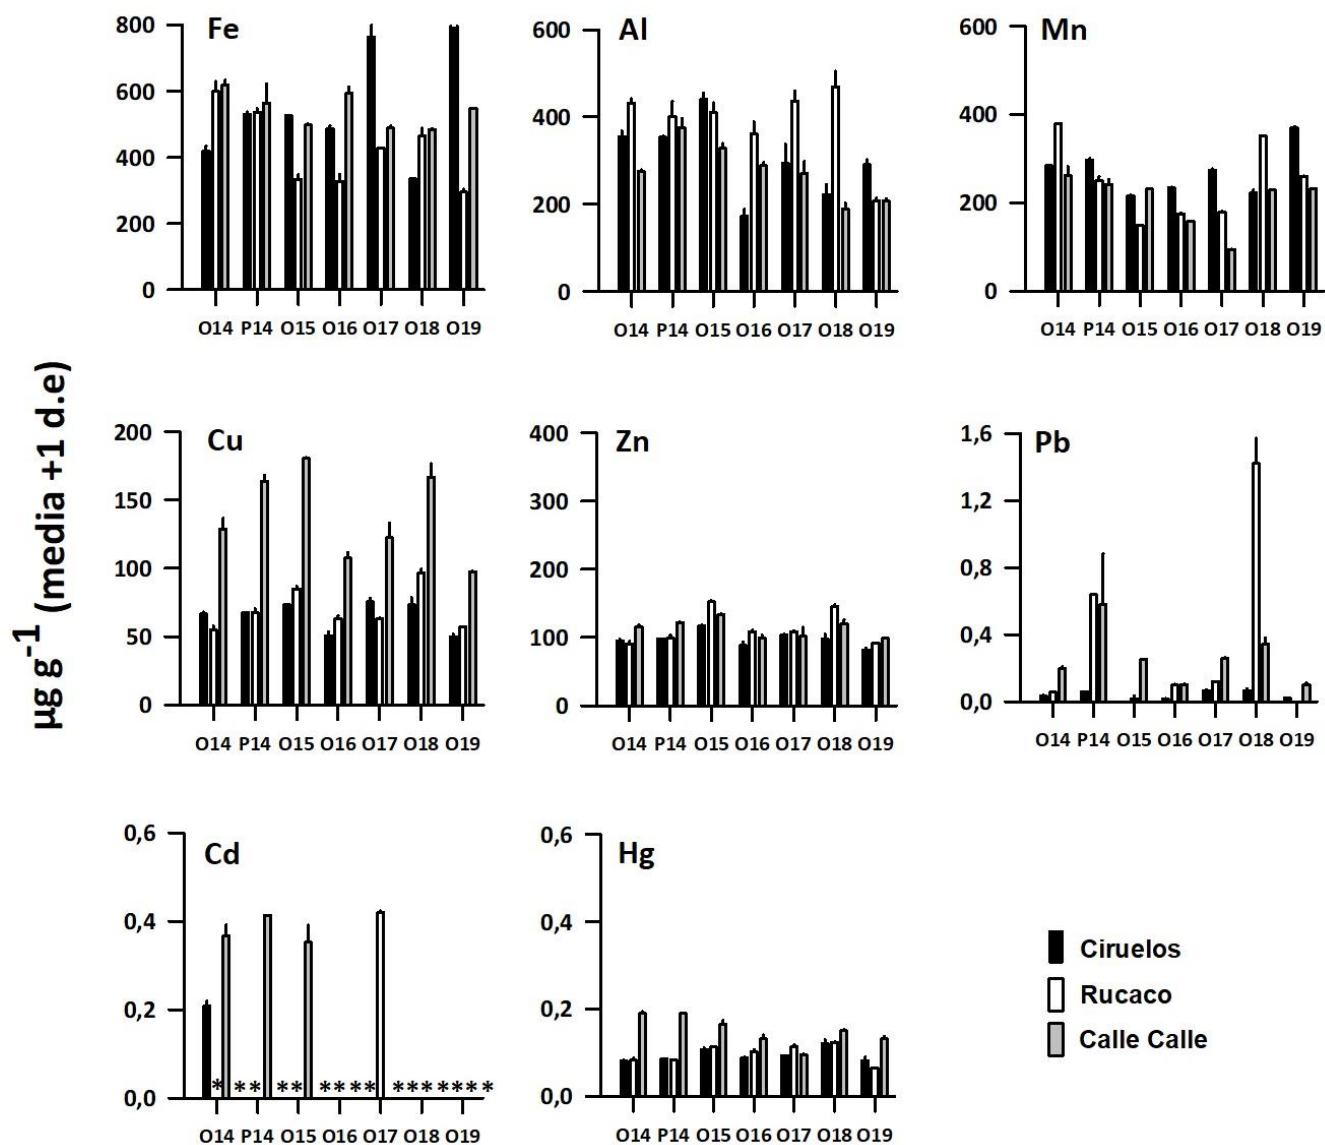 Fe
800
600
400
200
0
O14 P14 O15 O16 O17 O18 O19
Al
600
400
200
0
O14 P14 O15 O16 O17 O18 O19
Mn
600
400
200
0
O14 P14 O15 O16 O17 O18 O19
µg g-1 (media +1 d.e)
Cu
200
150
100
50
0
O14 P14 O15 O16 O17 O18 O19
Zn
400
300
200
100
0
O14 P14 O15 O16 O17 O18 O19
Pb
1,6
1,2
0,8
0,4
0,0
O14 P14 O15 O16 O17 O18 O19
Cd
0,6
0,4
0,2
0,0
* ** ** **** ********
O14 P14 O15 O16 O17 O18 O19
Hg
0,6
0,4
0,2
0,0
O14 P14 O15 O16 O17 O18 O19
Ciruelos
Rucaco
Calle Calle